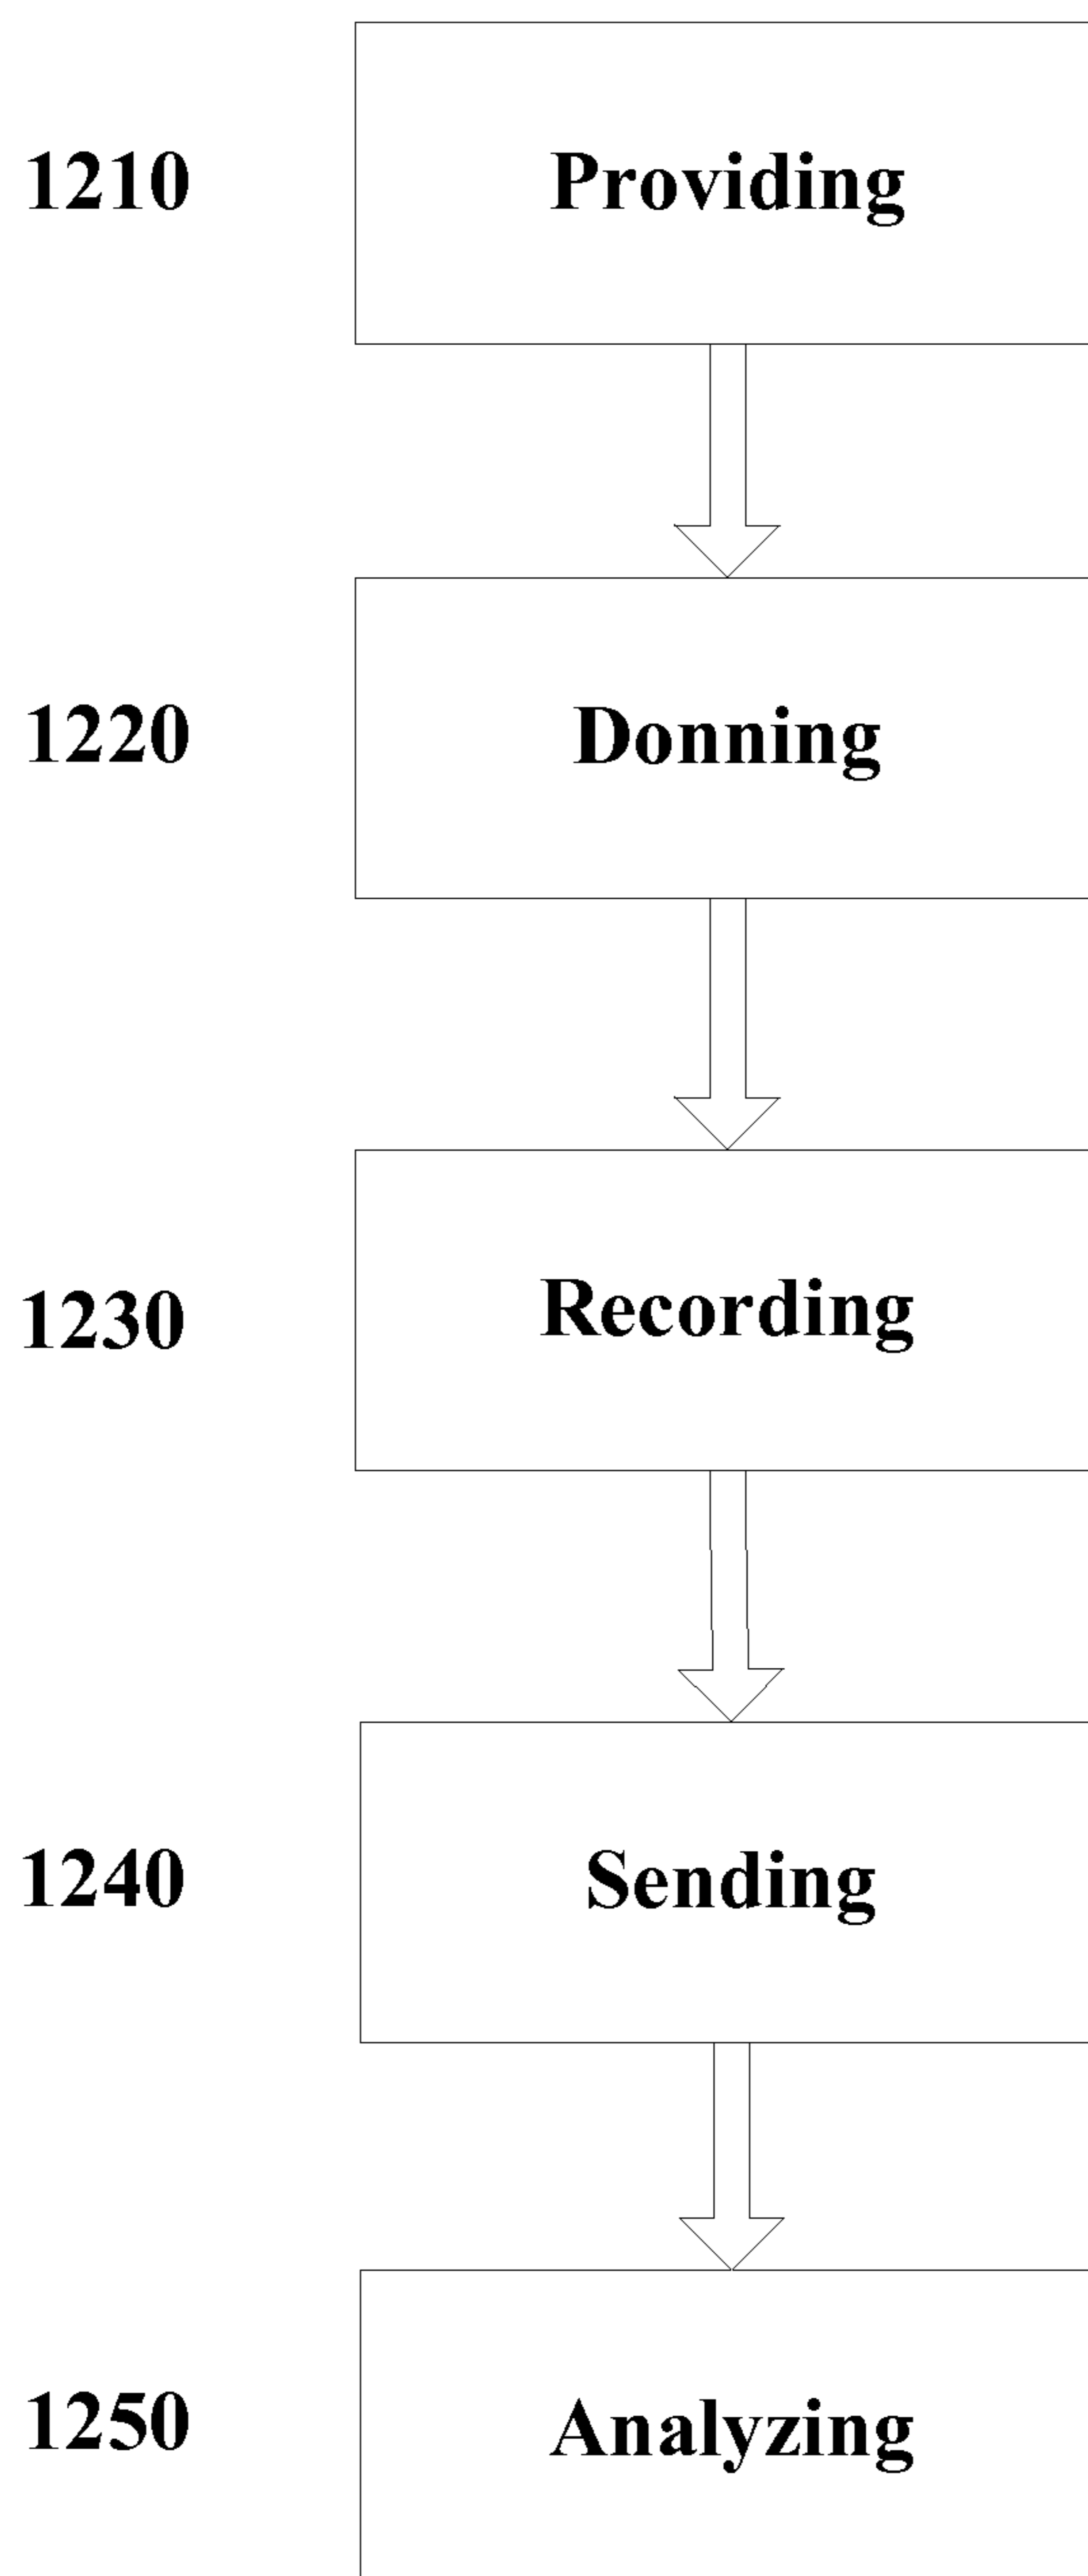 1210 Providing
1220 Donning
1230 Recording
1240 Sending
1250 Analyzing